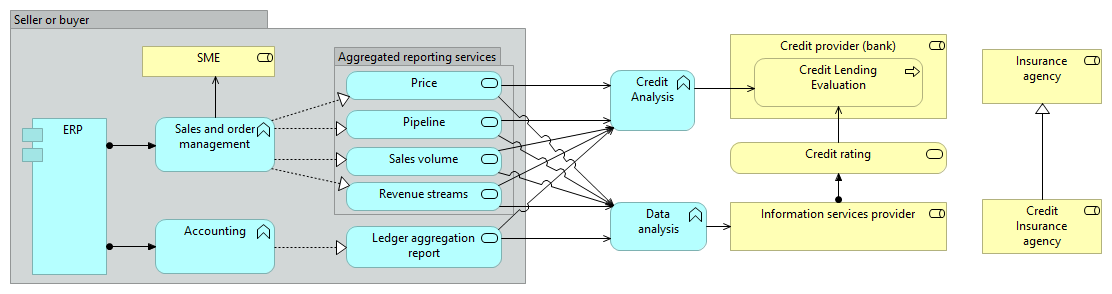 Seller or buyer
SME
Aggregated reporting services
Price
Pipeline
Sales volume
Revenue streams
ERP
Sales and order
management
Accounting
Ledger aggregation
report
Credit
Analysis
Data
analysis
Credit provider (bank)
Credit Lending
Evaluation
Credit rating
Information services provider
Insurance
agency
Credit
Insurance
agency